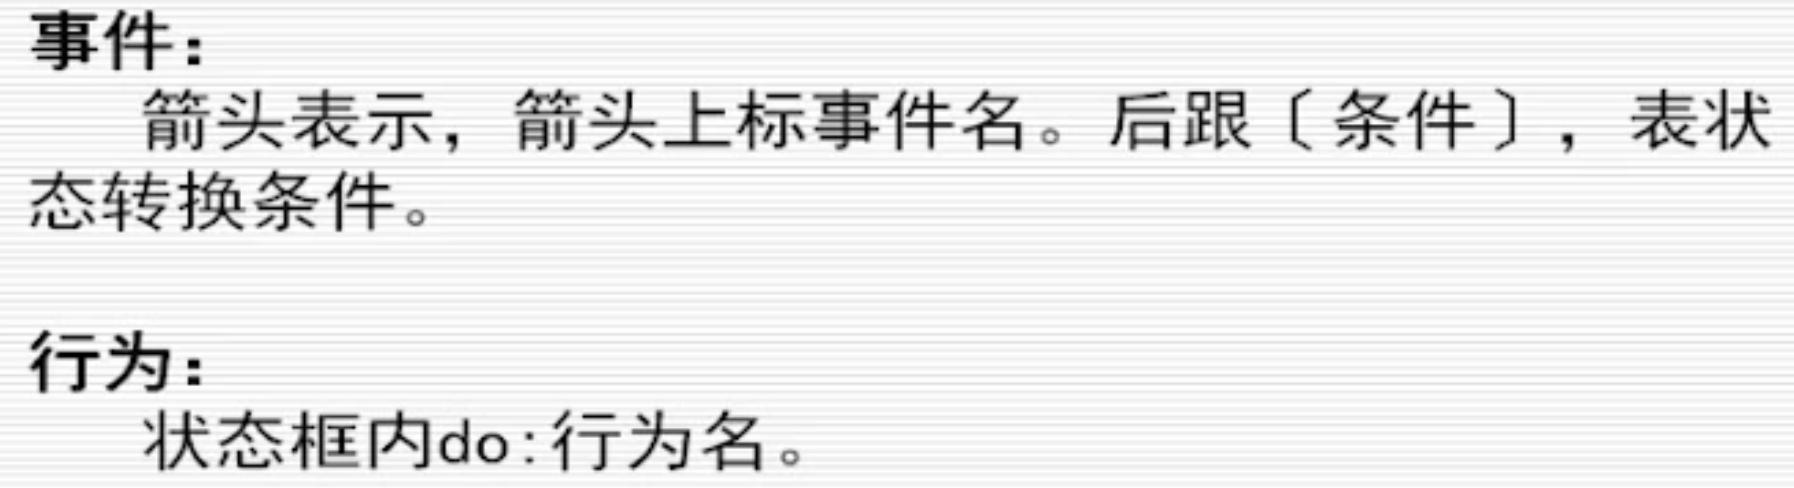 事件：
箭头表示，箭头上标事件名。后跟〔条件〕，表状
态转换条件。
行为：
状态框内do:行为名。